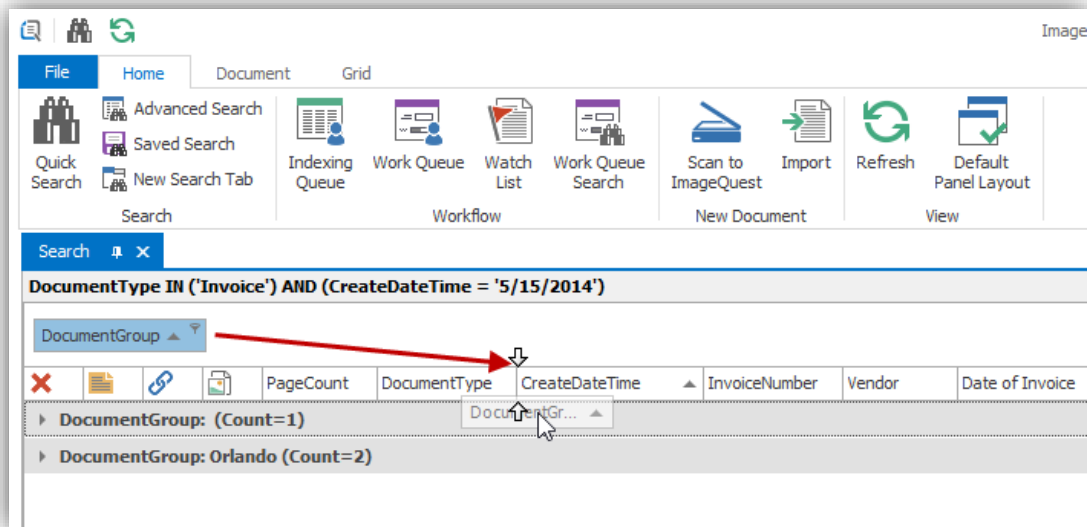 Image
File Home Document Grid
Quick Search
Advanced Search
Saved Search
New Search Tab
Indexing Queue
Work Queue
Watch List
Work Queue Search
Scan to ImageQuest
Import
Refresh
Default Panel Layout
Search Workflow New Document View
Search
DocumentType IN ('Invoice') AND (CreateDateTime = '5/15/2014')
DocumentGroup
PageCount DocumentType CreateDateTime InvoiceNumber Vendor Date of Invoice
DocumentGr...
DocumentGroup: (Count=1)
DocumentGroup: Orlando (Count=2)